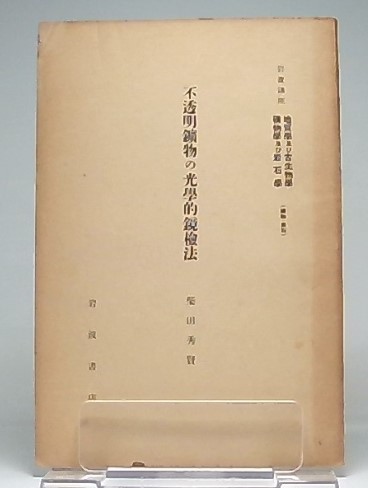 岩波講座
地質學及び古生物學
礦物學及び岩石學
不透明鑛物の光學的鏡檢法
柴田秀賢
岩波書店